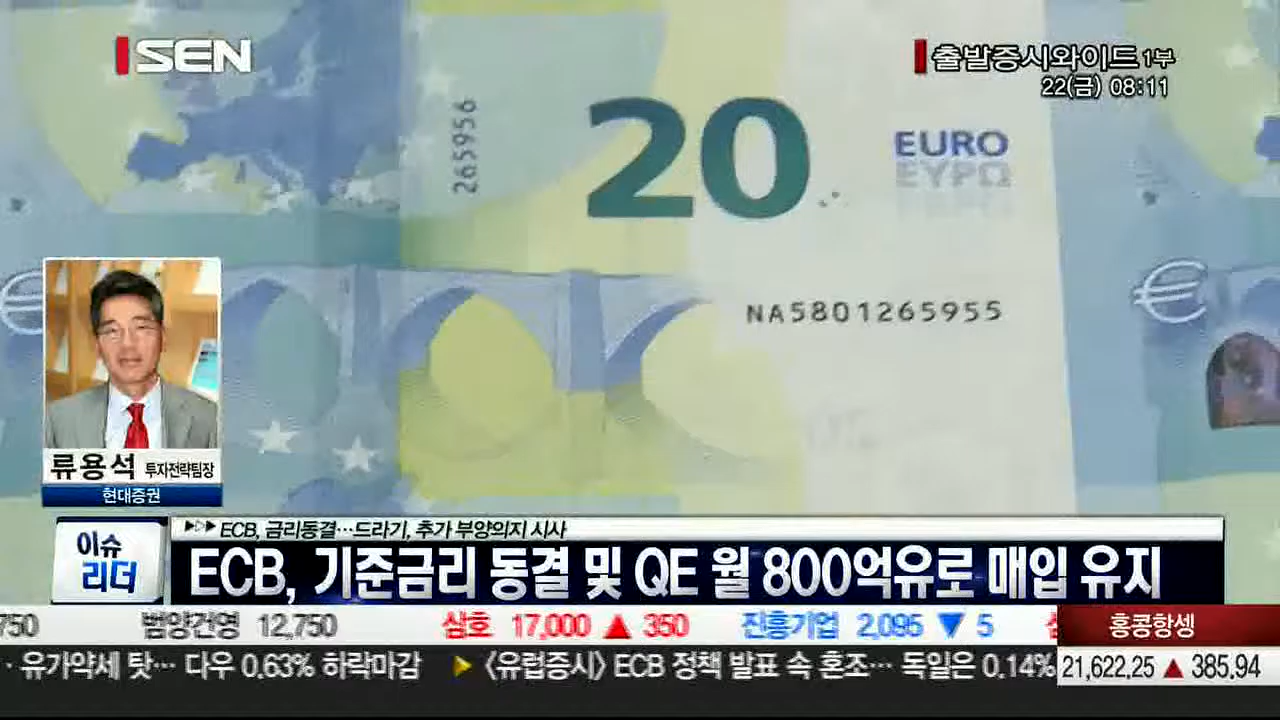 SEN
출발증시와이드 1부
22(금) 08:11
265956
20
EURO
ΕΥΡΩ
NA5801265955
류용석 투자전략팀장
현대증권
이슈
리더
ECB, 금리동결…드라기, 추가 부양의지 시사
ECB, 기준금리 동결 및 QE 월 800억유로 매입 유지
750 범양건영 12,750 삼호 17,000 ▲ 350 진흥기업 2,095 ▼ 5
홍콩항셍
· 유가약세 탓… 다우 0.63% 하락마감 〈유럽증시〉 ECB 정책 발표 속 혼조… 독일은 0.14%
21,622.25 ▲ 385.94